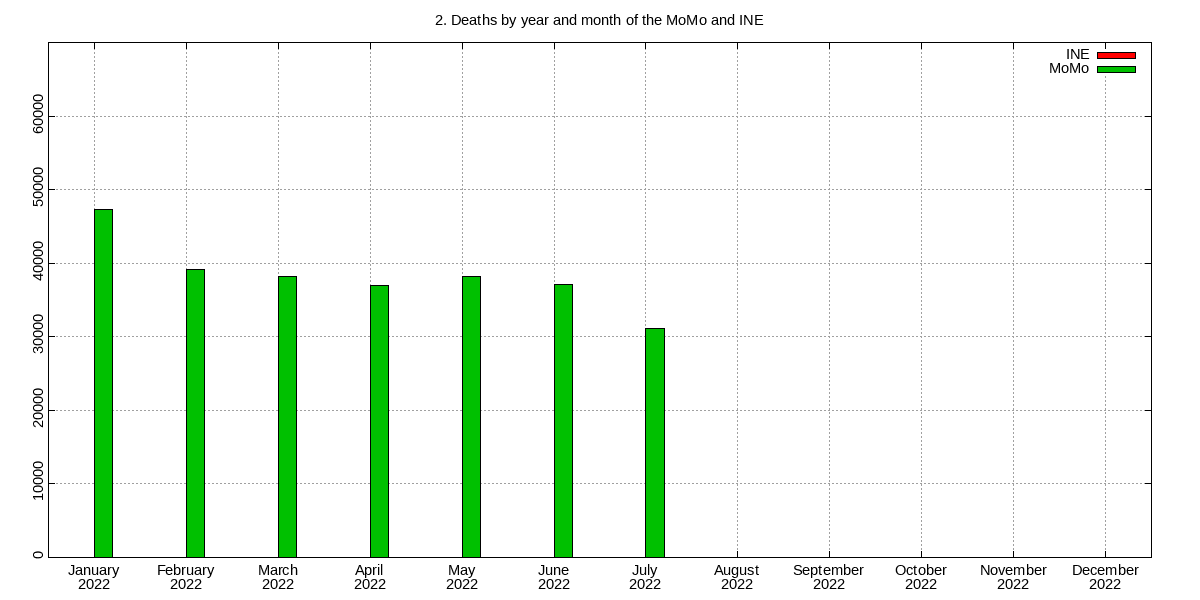 2. Deaths by year and month of the MoMo and INE
INE
MoMo
60000
50000
40000
30000
20000
10000
0
January February March April May June July August September October November December
2022 2022 2022 2022 2022 2022 2022 2022 2022 2022 2022 2022